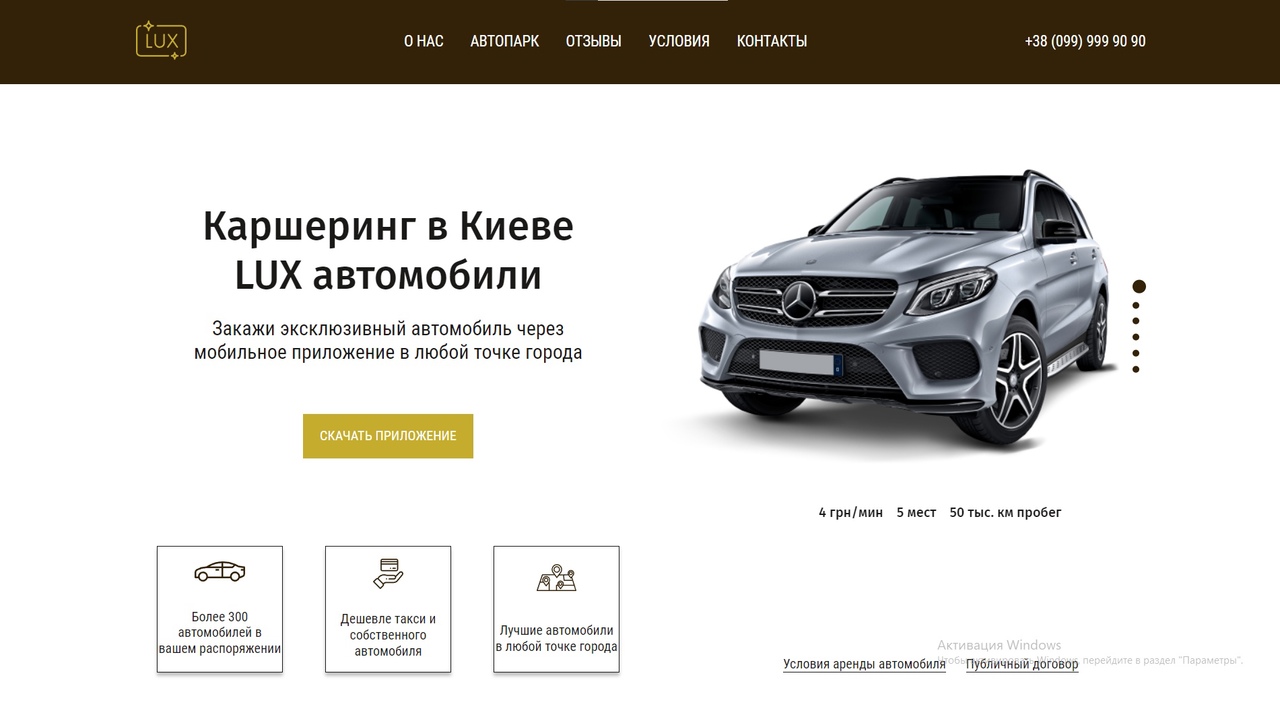 LUX
О НАС
АВТОПАРК
ОТЗЫВЫ
УСЛОВИЯ
КОНТАКТЫ
+38 (099) 999 90 90
Каршеринг в Киеве
LUX автомобили
Закажи эксклюзивный автомобиль через
мобильное приложение в любой точке города
СКАЧАТЬ ПРИЛОЖЕНИЕ
4 грн/мин
5 мест
50 тыс. км пробег
Более 300
автомобилей в
вашем распоряжении
Дешевле такси и
собственного
автомобиля
Лучшие автомобили
в любой точке города
Активация Windows
Чтобы Windows, перейдите в раздел "Параметры".
Условия аренды автомобиля
Публичный договор